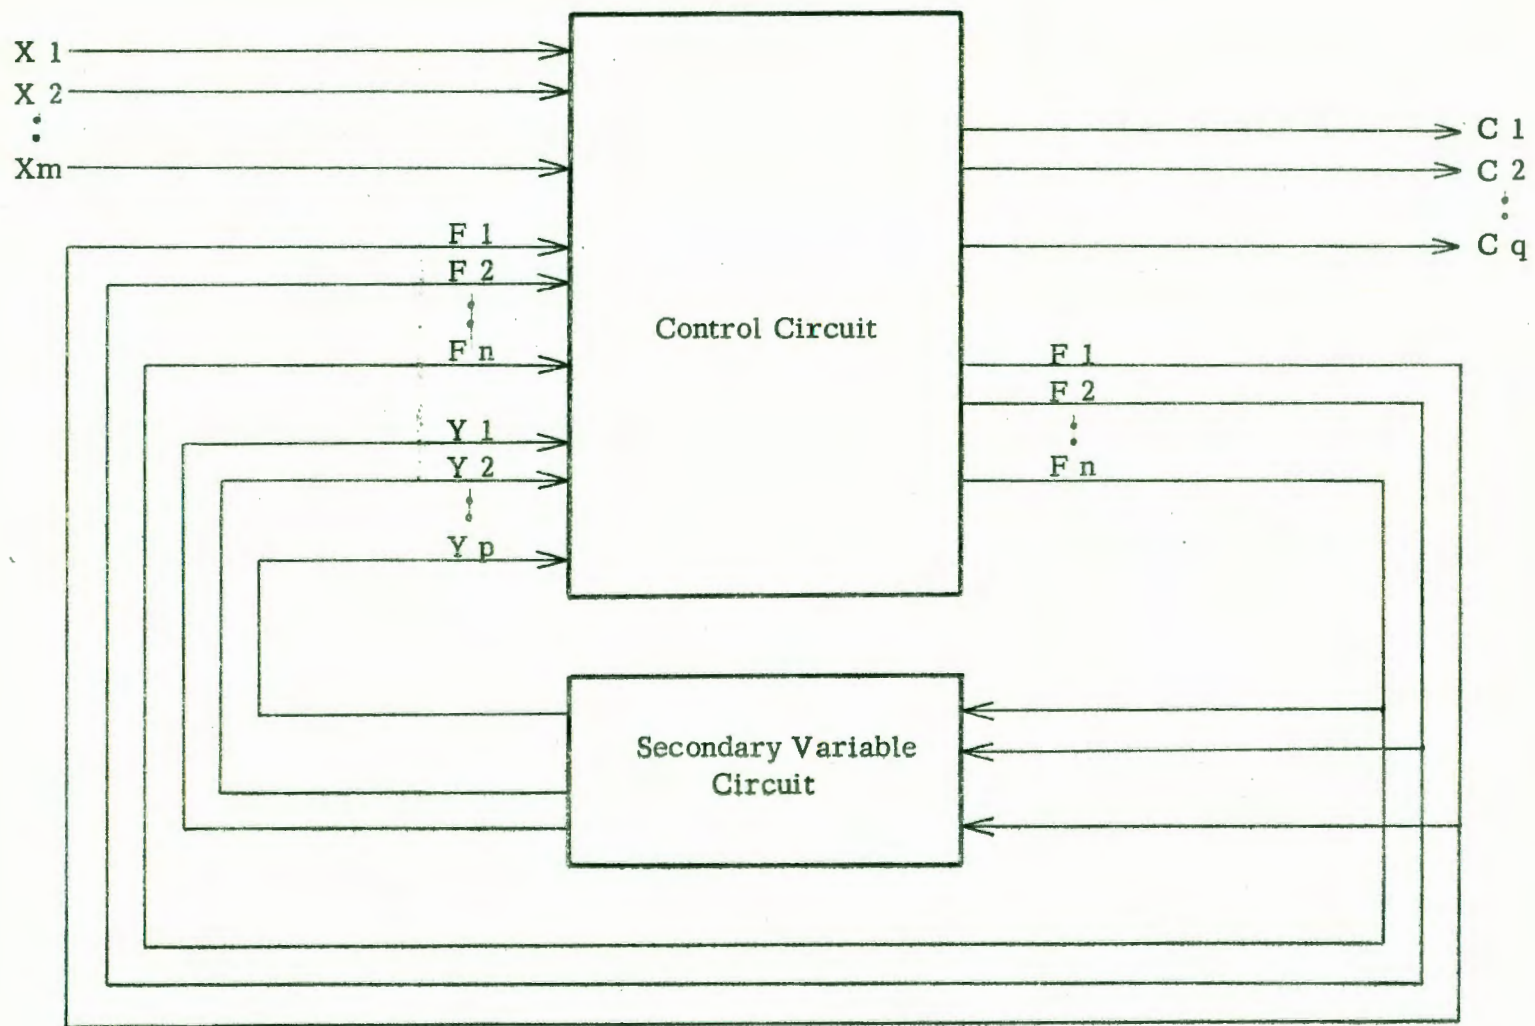 X 1
X 2
Xm
F 1
F 2
F n
Y 1
Y 2
Y p
Control Circuit
C 1
C 2
C q
F 1
F 2
F n
Secondary Variable
Circuit